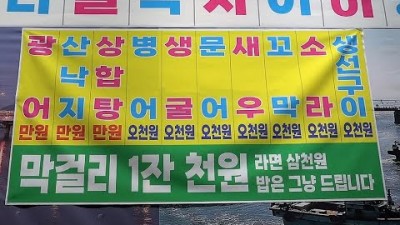 광어 만원
산낙지 만원
상합탕 만원
병어 오천원
생굴 오천원
문어 오천원
새우 오천원
꼬막 오천원
소라 오천원
생선구이 오천원
막걸리 1잔 천원
라면 삼천원
밥은 그냥 드립니다